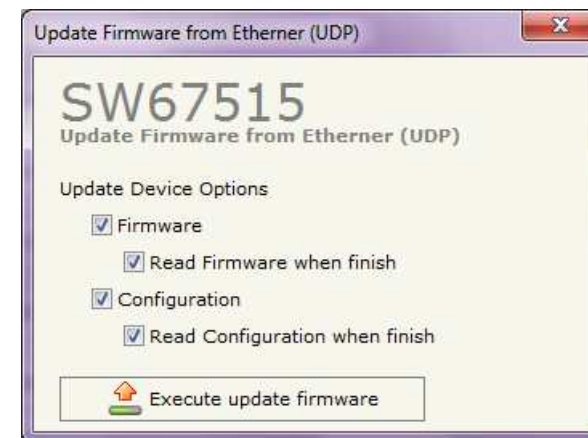 Update Firmware from Etherner (UDP)
SW67515
Update Firmware from Etherner (UDP)
Update Device Options
Firmware
Read Firmware when finish
Configuration
Read Configuration when finish
Execute update firmware